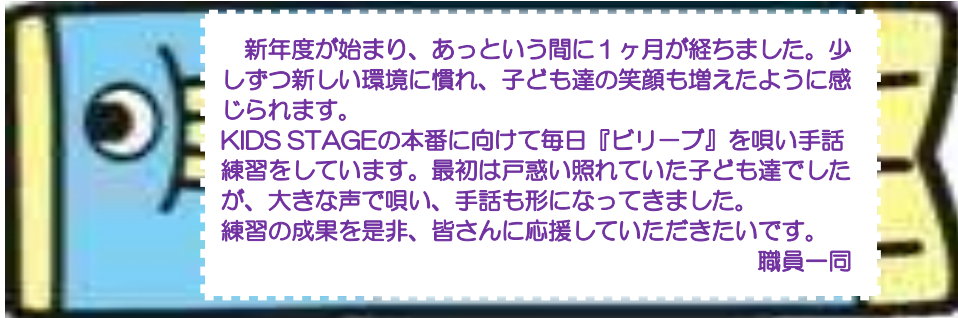 新年度が始まり、あっという間に１ヶ月が経ちました。少
しずつ新しい環境に慣れ、子ども達の笑顔も増えたように感
じられます。
KIDS STAGEの本番に向けて毎日『ビリーブ』を唄い手話
練習をしています。最初は戸惑い照れていた子ども達でした
が、大きな声で唄い、手話も形になってきました。
練習の成果を是非、皆さんに応援していただきたいです。
職員一同